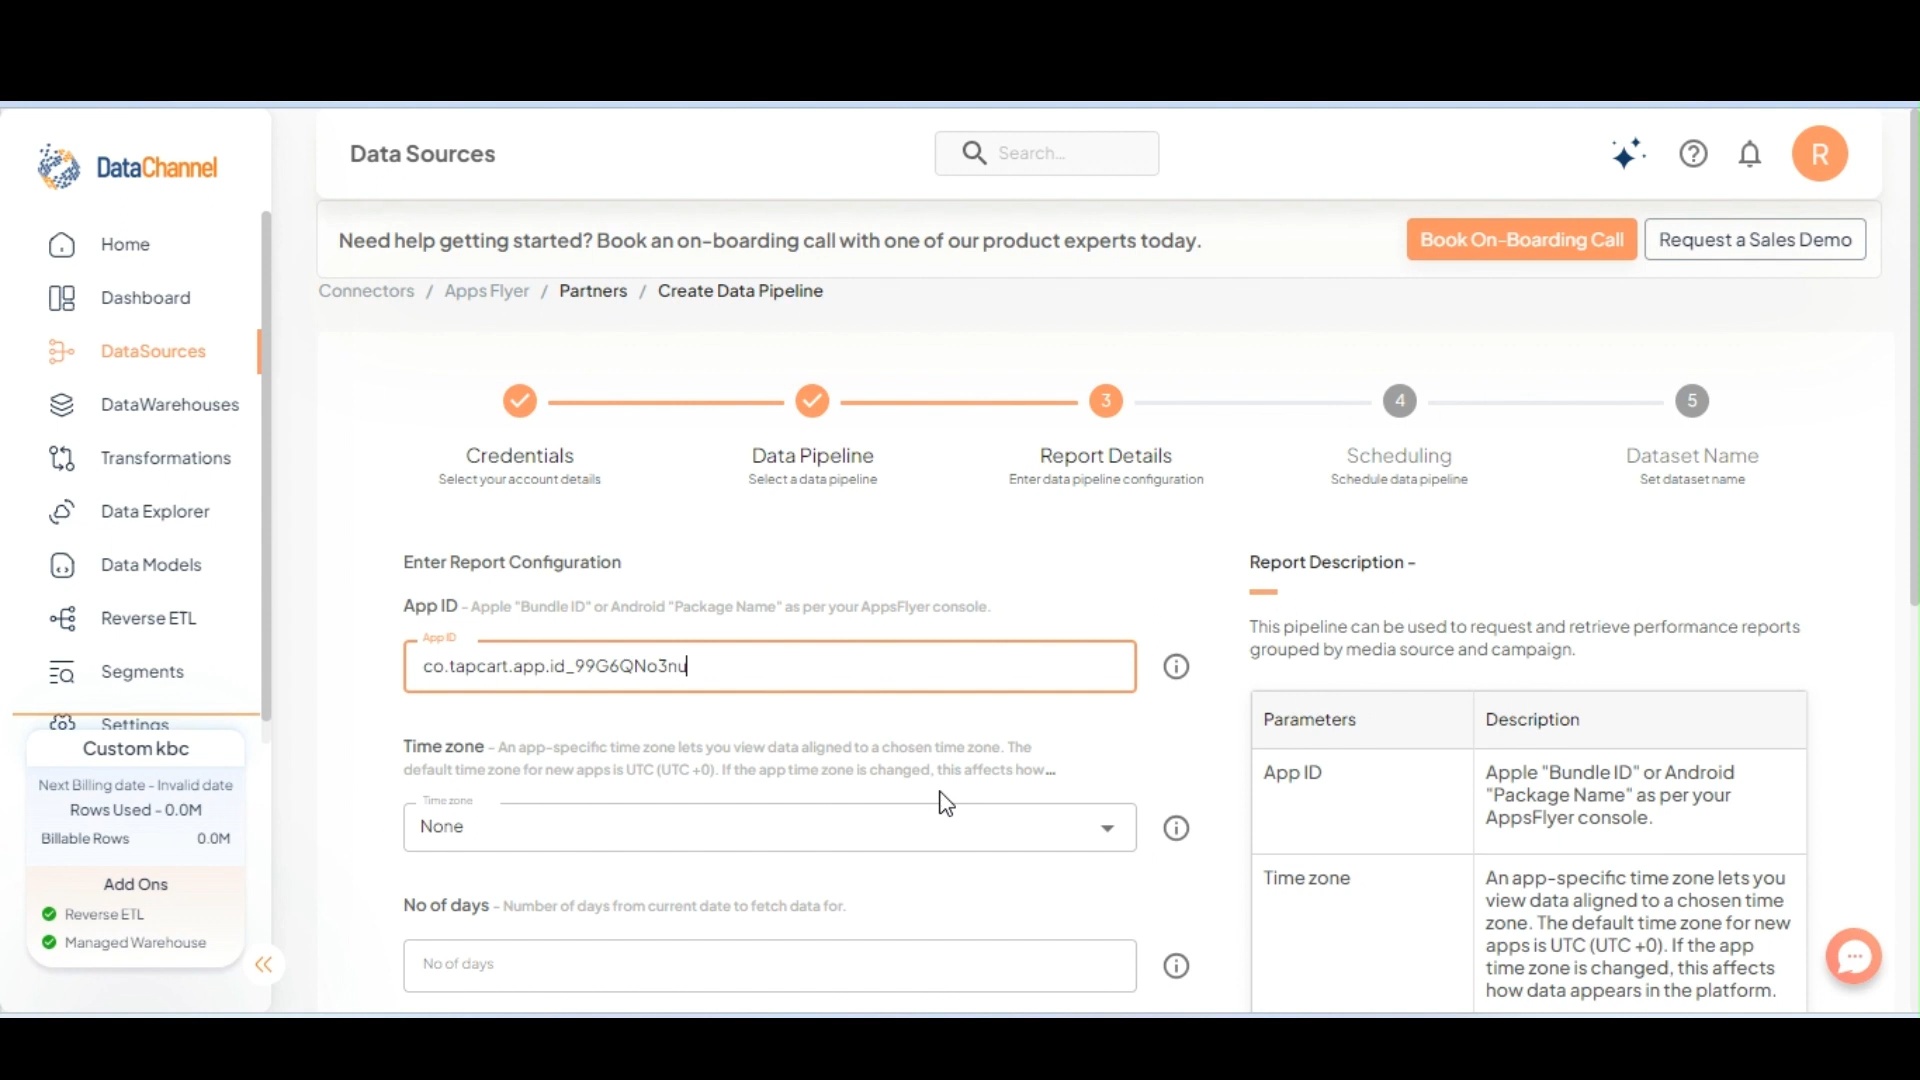 DataChannel
Home
Dashboard
DataSources
DataWarehouses
Transformations
Data Explorer
Data Models
Reverse ETL
Segments
Settings
Custom kbc
Next Billing date - Invalid date
Rows Used - 0.0M
Billable Rows 0.0M
Add Ons
Reverse ETL
Managed Warehouse
Data Sources
Search...
R
Need help getting started? Book an on-boarding call with one of our product experts today.
Book On-Boarding Call
Request a Sales Demo
Connectors / Apps Flyer / Partners / Create Data Pipeline
3
4
5
Credentials
Select your account details
Data Pipeline
Select a data pipeline
Report Details
Enter data pipeline configuration
Scheduling
Schedule data pipeline
Dataset Name
Set dataset name
Enter Report Configuration
App ID - Apple "Bundle ID" or Android "Package Name" as per your AppsFlyer console.
App ID
co.tapcart.app.id_99G6QNo3nu
Time zone - An app-specific time zone lets you view data aligned to a chosen time zone. The
default time zone for new apps is UTC (UTC +0). If the app time zone is changed, this affects how...
Time zone
None
No of days - Number of days from current date to fetch data for.
No of days
Report Description -
This pipeline can be used to request and retrieve performance reports
grouped by media source and campaign.
Parameters
Description
App ID
Apple "Bundle ID" or Android
"Package Name" as per your
AppsFlyer console.
Time zone
An app-specific time zone lets you
view data aligned to a chosen time
zone. The default time zone for new
apps is UTC (UTC +0). If the app
time zone is changed, this affects
how data appears in the platform.